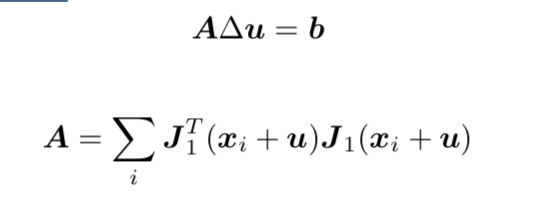 AΔu = b
A = ∑ᵢ J₁ᵀ(xᵢ + u)J₁(xᵢ + u)